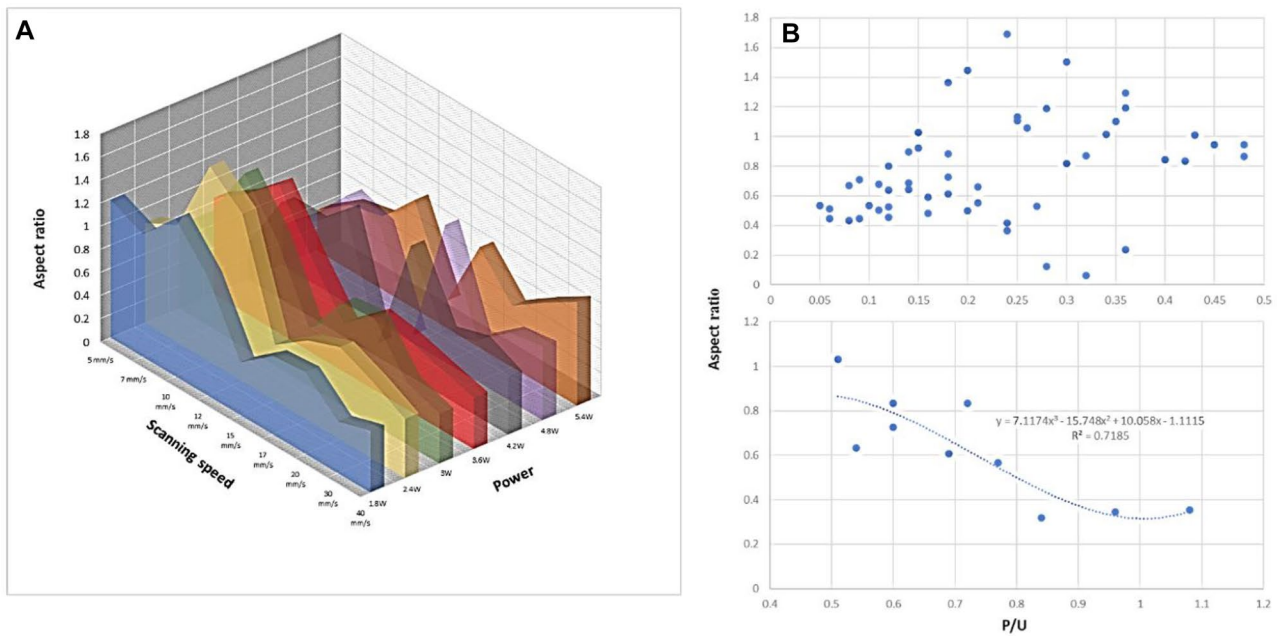 A
Aspect ratio
1.8
1.6
1.4
1.2
1
0.8
0.6
0.4
0.2
0
5 mm/s
7 mm/s
10
mm/s
12
mm/s
15
mm/s
17
mm/s
20
mm/s
30
mm/s
40
mm/s
Scanning speed
1.8W
2.4W
3W
3.6W
4.2W
4.8W
5.4W
Power
B
Aspect ratio
1.8
1.6
1.4
1.2
1
0.8
0.6
0.4
0.2
0
0 0.05 0.1 0.15 0.2 0.25 0.3 0.35 0.4 0.45 0.5
1.2
1
0.8
0.6
0.4
0.2
0
y = 7.1174x³ - 15.748x² + 10.058x - 1.1115
R² = 0.7185
0.4 0.5 0.6 0.7 0.8 0.9 1 1.1 1.2
P/U